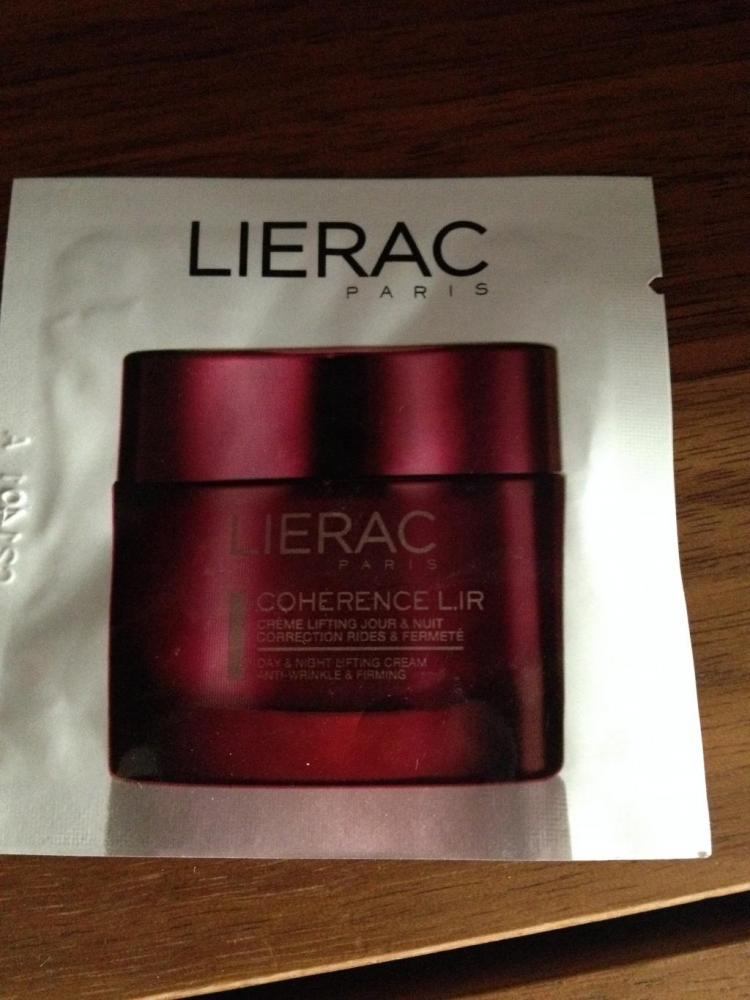 LIERAC
PARIS
LIERAC
PARIS
COHERENCE L.IR
CRÈME LIFTING JOUR & NUIT
CORRECTION RIDES & FERMETÉ
DAY & NIGHT LIFTING CREAM
ANTI-WRINKLE & FIRMING